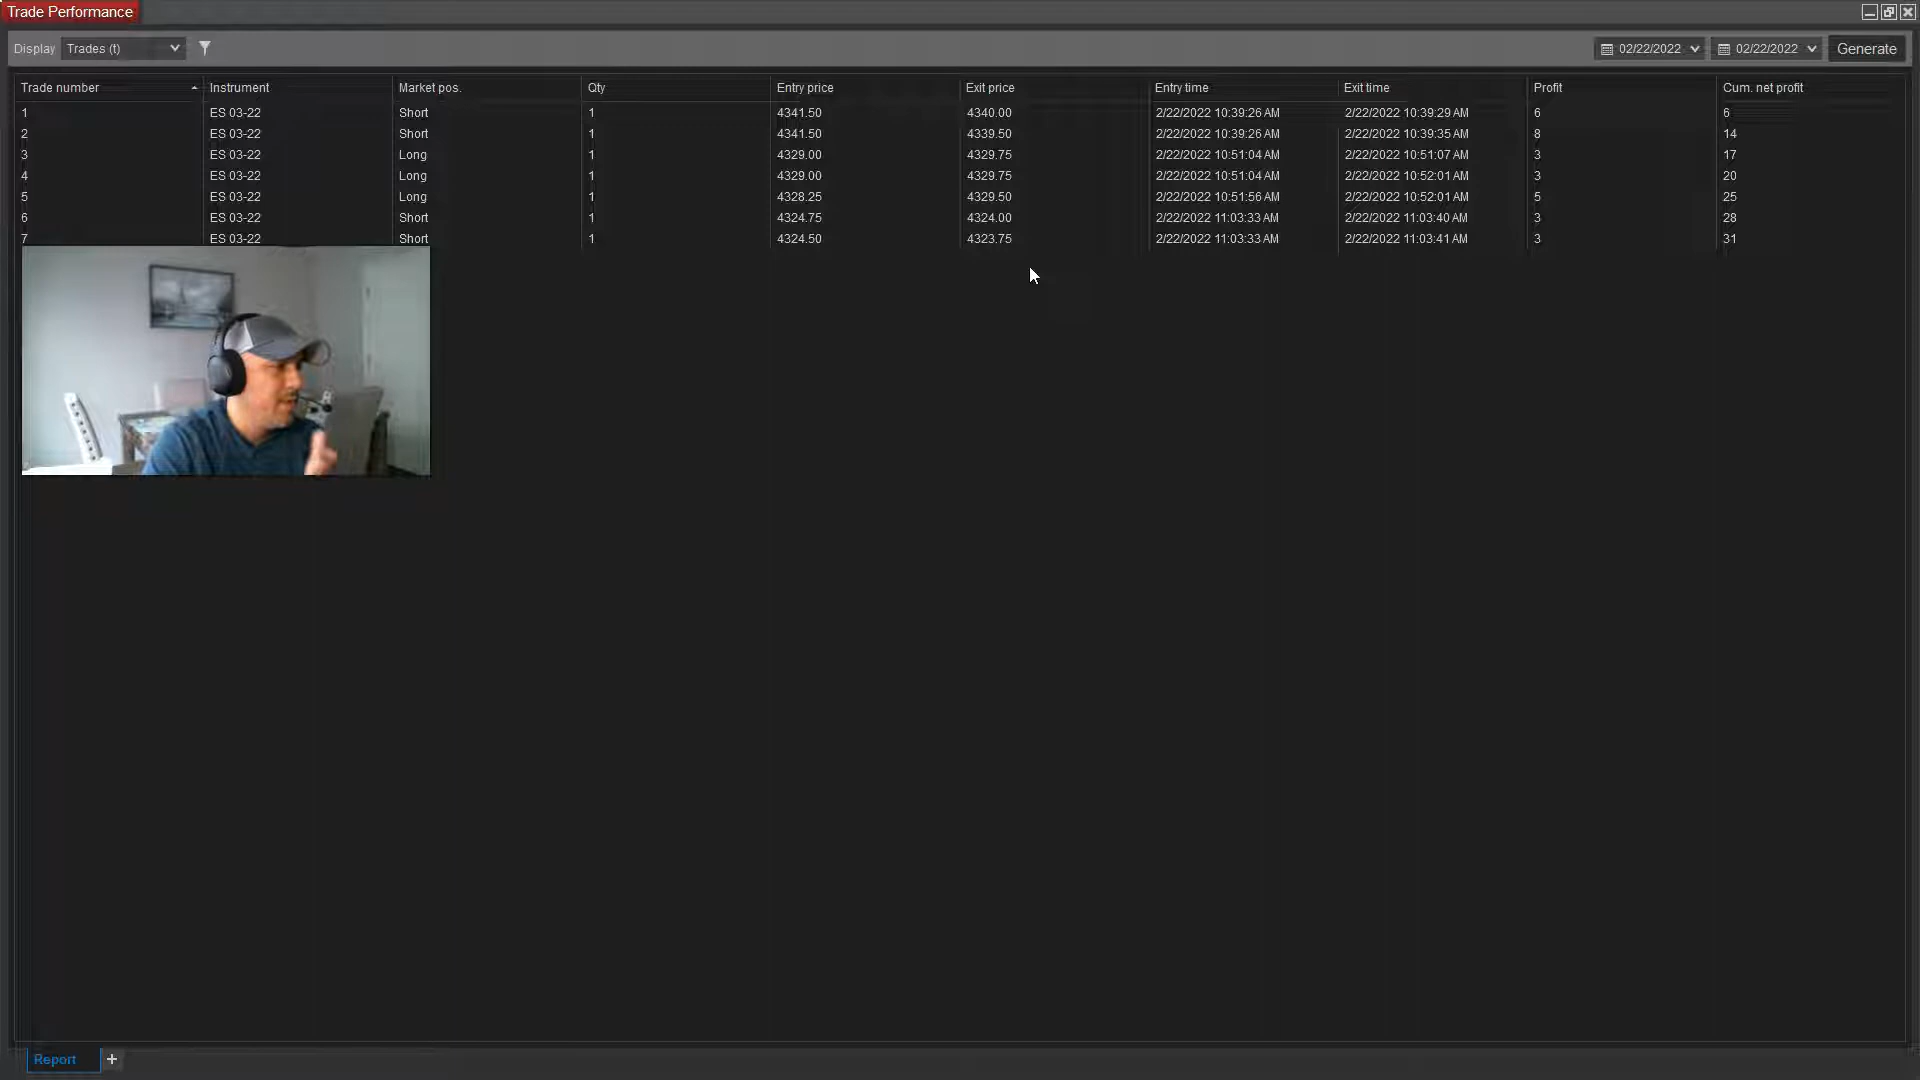 Trade Performance
Display Trades (t) 02/22/2022 02/22/2022 Generate
Trade number Instrument Market pos. Qty Entry price Exit price Entry time Exit time Profit Cum. net profit
1 ES 03-22 Short 1 4341.50 4340.00 2/22/2022 10:39:26 AM 2/22/2022 10:39:29 AM 6 6
2 ES 03-22 Short 1 4341.50 4339.50 2/22/2022 10:39:26 AM 2/22/2022 10:39:35 AM 8 14
3 ES 03-22 Long 1 4329.00 4329.75 2/22/2022 10:51:04 AM 2/22/2022 10:51:07 AM 3 17
4 ES 03-22 Long 1 4329.00 4329.75 2/22/2022 10:51:04 AM 2/22/2022 10:52:01 AM 3 20
5 ES 03-22 Long 1 4328.25 4329.50 2/22/2022 10:51:56 AM 2/22/2022 10:52:01 AM 5 25
6 ES 03-22 Short 1 4324.75 4324.00 2/22/2022 11:03:33 AM 2/22/2022 11:03:40 AM 3 28
7 ES 03-22 Short 1 4324.50 4323.75 2/22/2022 11:03:33 AM 2/22/2022 11:03:41 AM 3 31
Report +